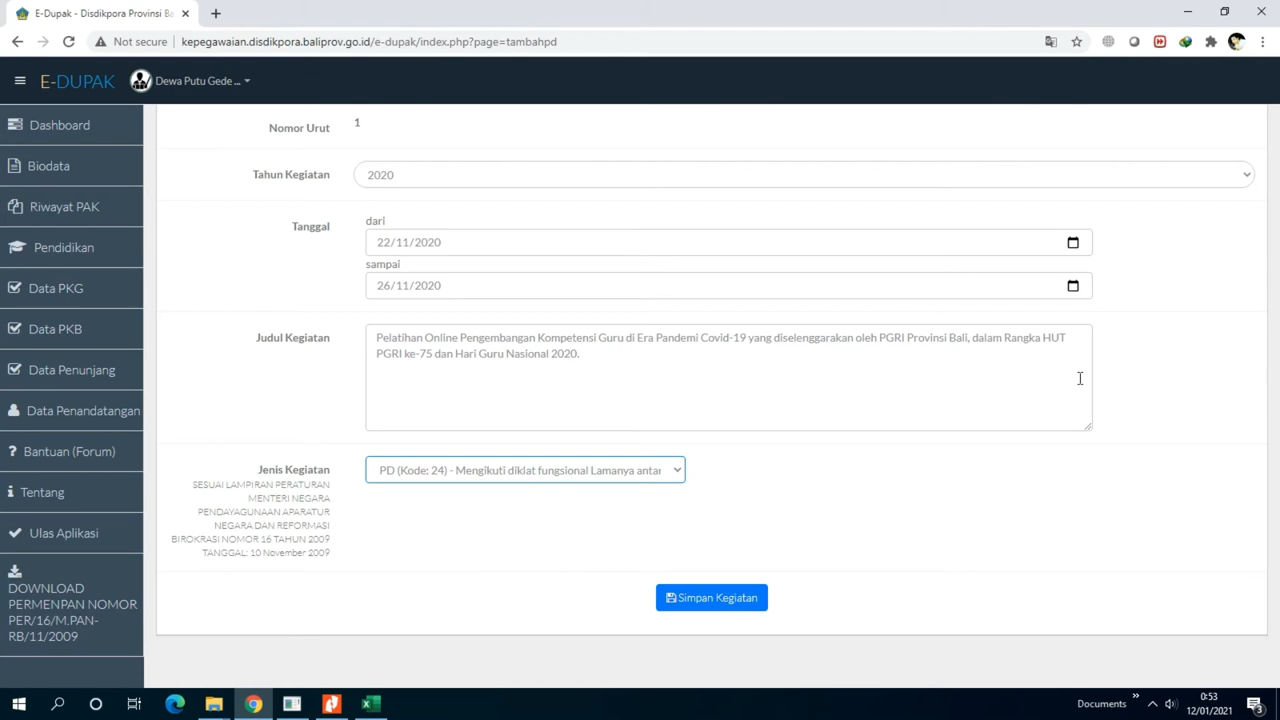 E-Dupak - Disdikpora Provinsi Ba
Not secure
kepegawaian.disdikpora.baliprov.go.id/e-dupak/index.php?page=tambahpd
E-DUPAK
Dewa Putu Gede ...
Dashboard
Biodata
Riwayat PAK
Pendidikan
Data PKG
Data PKB
Data Penunjang
Data Penandatangan
Bantuan (Forum)
Tentang
Ulas Aplikasi
DOWNLOAD
PERMENPAN NOMOR
PER/16/M.PAN-
RB/11/2009
Nomor Urut
1
Tahun Kegiatan
2020
Tanggal
dari
22/11/2020
sampai
26/11/2020
Judul Kegiatan
Pelatihan Online Pengembangan Kompetensi Guru di Era Pandemi Covid-19 yang diselenggarakan oleh PGRI Provinsi Bali, dalam Rangka HUT
PGRI ke-75 dan Hari Guru Nasional 2020.
Jenis Kegiatan
SESUAI LAMPIRAN PERATURAN
MENTERI NEGARA
PENDAYAGUNAAN APARATUR
NEGARA DAN REFORMASI
BIROKRASI NOMOR 16 TAHUN 2009
TANGGAL: 10 November 2009
PD (Kode: 24) - Mengikuti diklat fungsional Lamanya antar
Simpan Kegiatan
Documents
0:53
12/01/2021
3